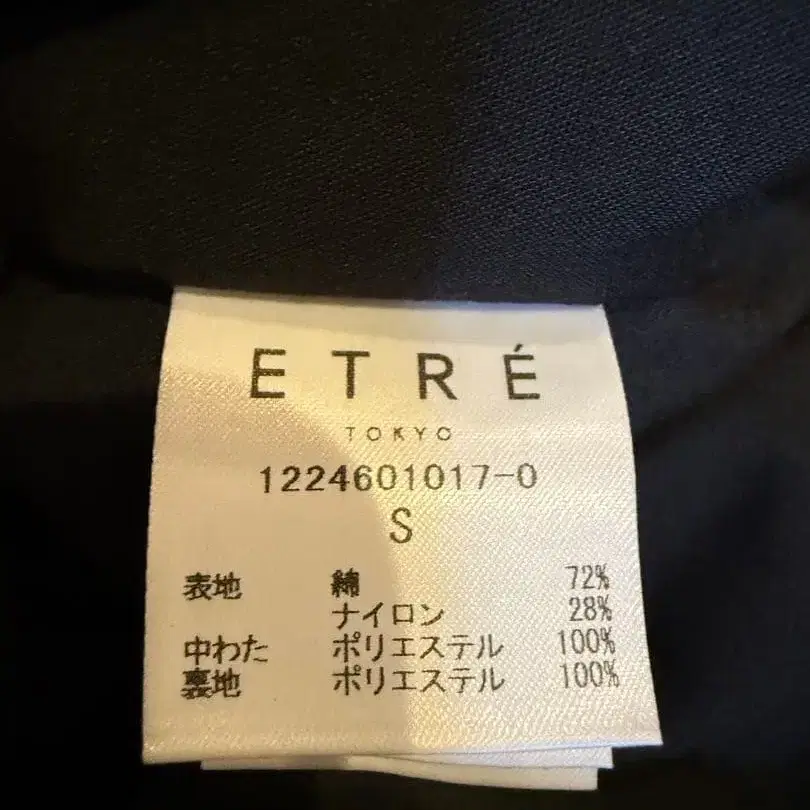 ETRÉ
TOKYO
1224601017-0
S
表地 綿 72%
ナイロン 28%
中わた ポリエステル 100%
裏地 ポリエステル 100%